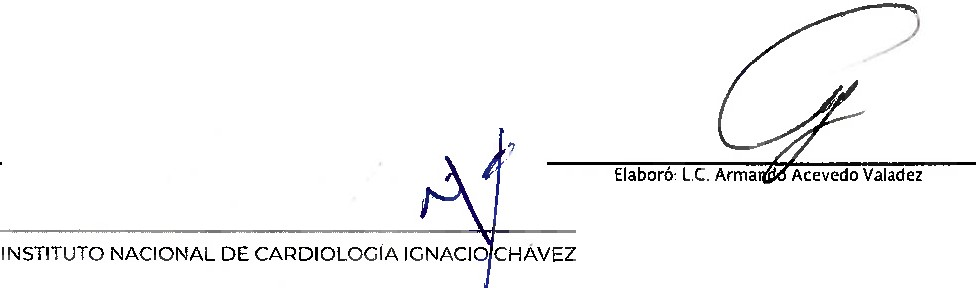 Elaboró: L.C. Armando Acevedo Valadez
INSTITUTO NACIONAL DE CARDIOLOGÍA IGNACIO CHÁVEZ